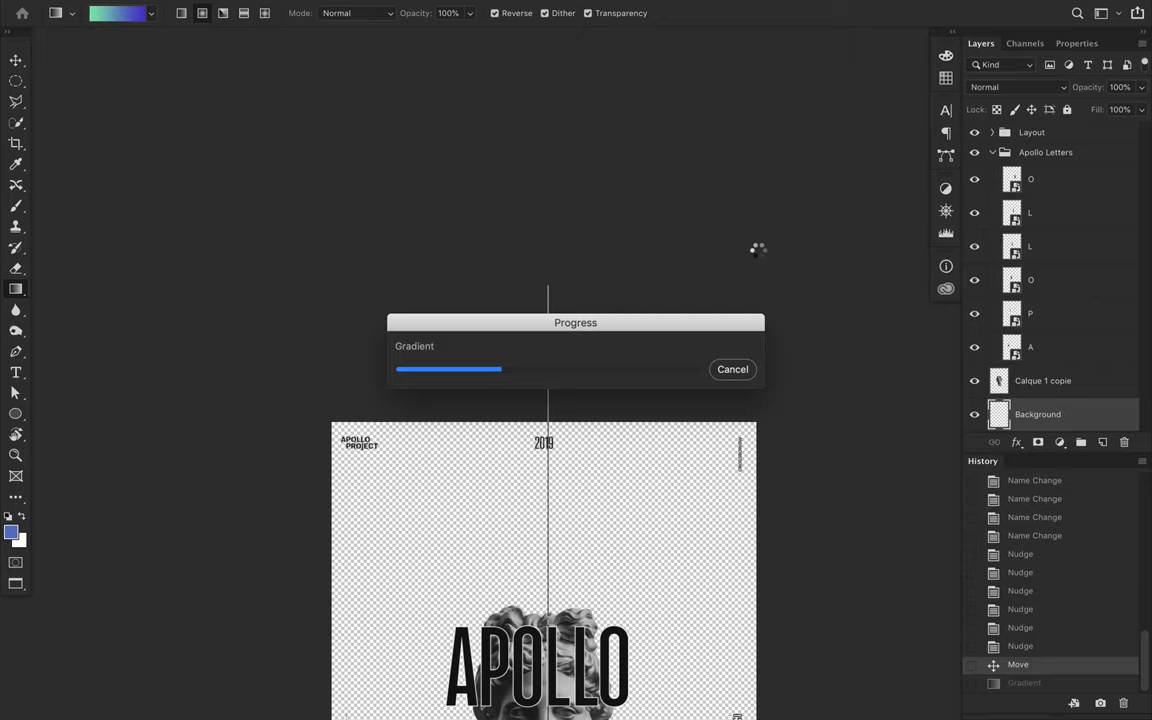 Mode: Normal Opacity: 100% Reverse Dither Transparency
Layers Channels Properties
Kind
Normal Opacity: 100%
Lock: Fill: 100%
Layout
Apollo Letters
O
L
L
O
P
A
Calque 1 copie
Background
History
Name Change
Name Change
Name Change
Name Change
Nudge
Nudge
Nudge
Nudge
Nudge
Nudge
Move
Gradient
Progress
Gradient
Cancel
APOLLO
PROJECT
2019
APOLLO